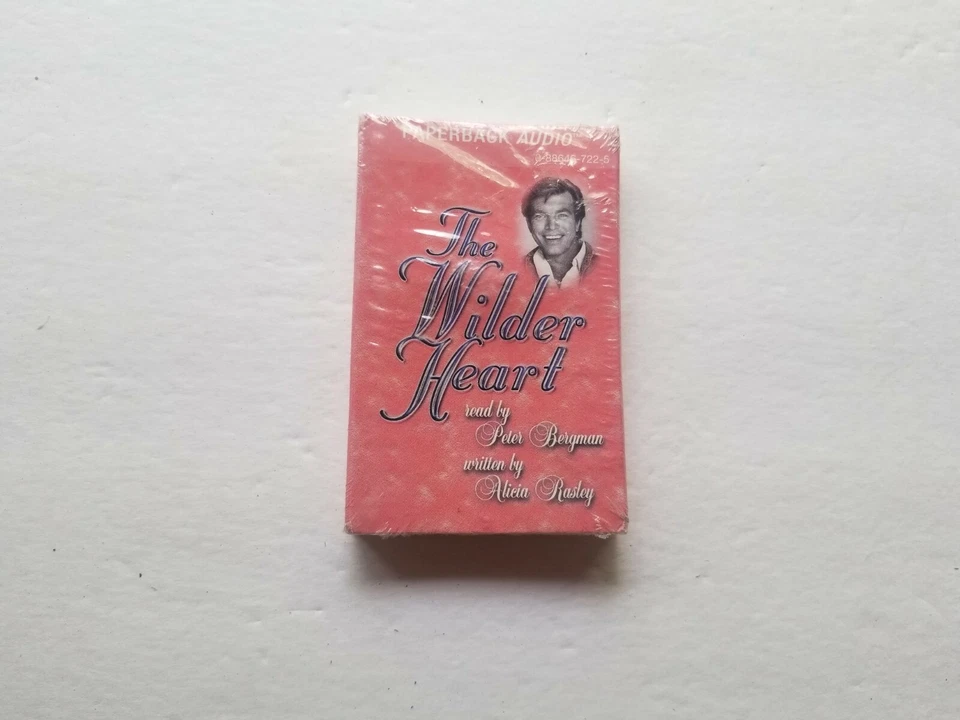 PAPERBACK AUDIO
The
Wilder
Heart
read by
Peter Bergman
written by
Alicia Rasley